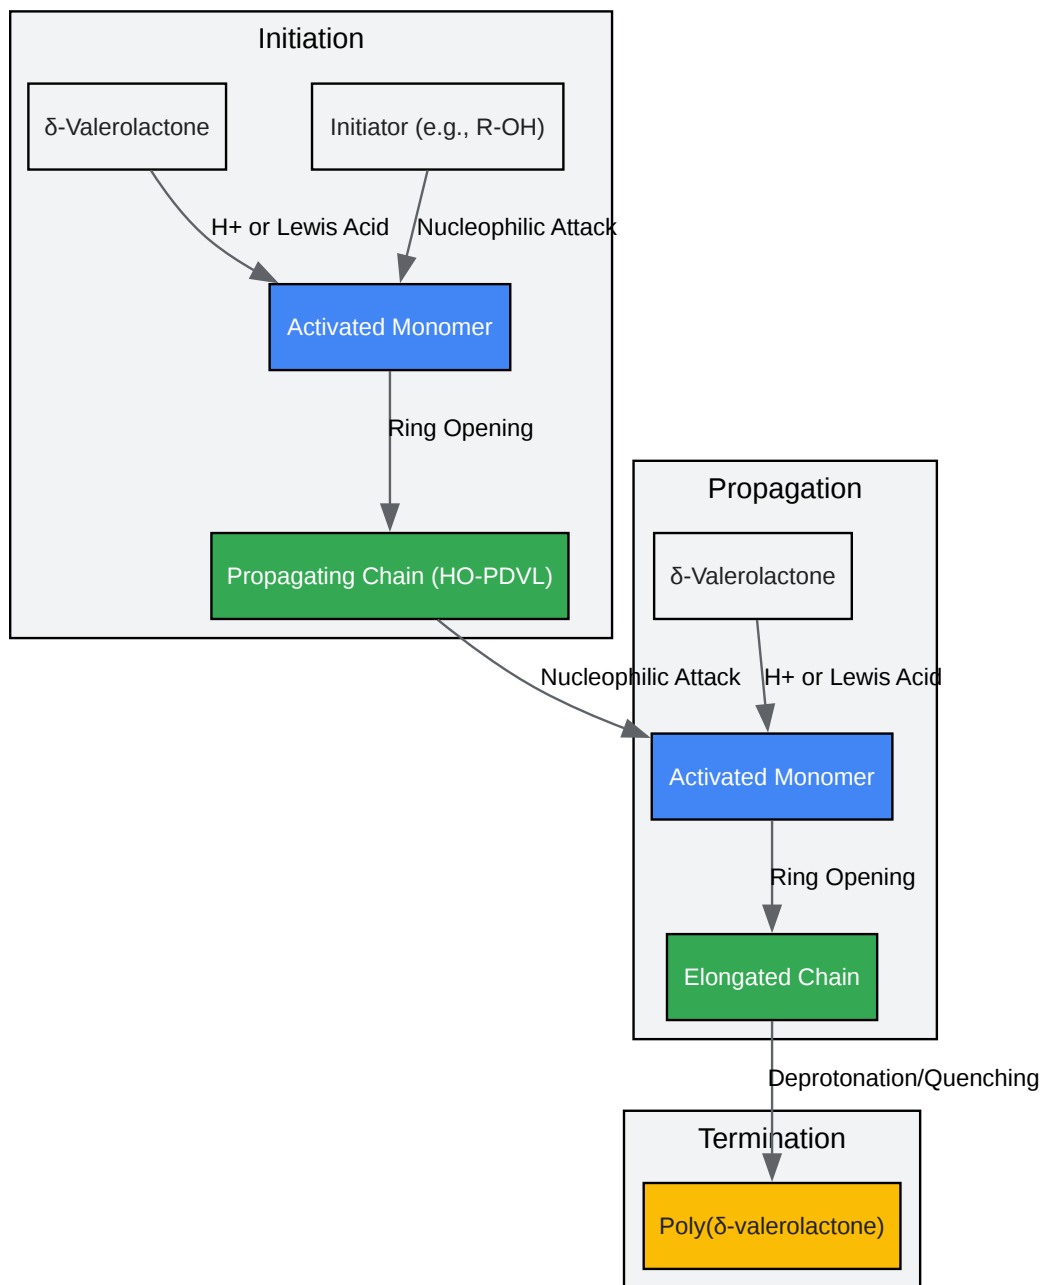 Initiation
δ-Valerolactone
Initiator (e.g., R-OH)
H+ or Lewis Acid
Nucleophilic Attack
Activated Monomer
Ring Opening
Propagating Chain (HO-PDVL)
Propagation
δ-Valerolactone
Nucleophilic Attack
H+ or Lewis Acid
Activated Monomer
Ring Opening
Elongated Chain
Deprotonation/Quenching
Termination
Poly(δ-valerolactone)